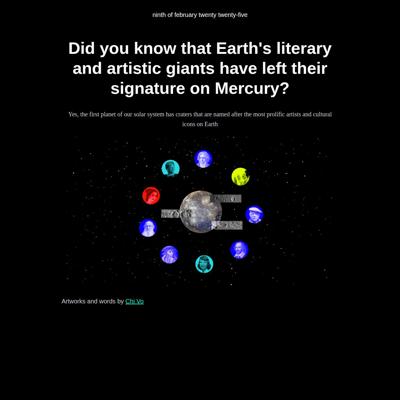 ninth of february twenty twenty-five
Did you know that Earth's literary
and artistic giants have left their
signature on Mercury?
Yes, the first planet of our solar system has craters that are named after the most prolific artists and cultural
icons on Earth
Artworks and words by Chi Vo